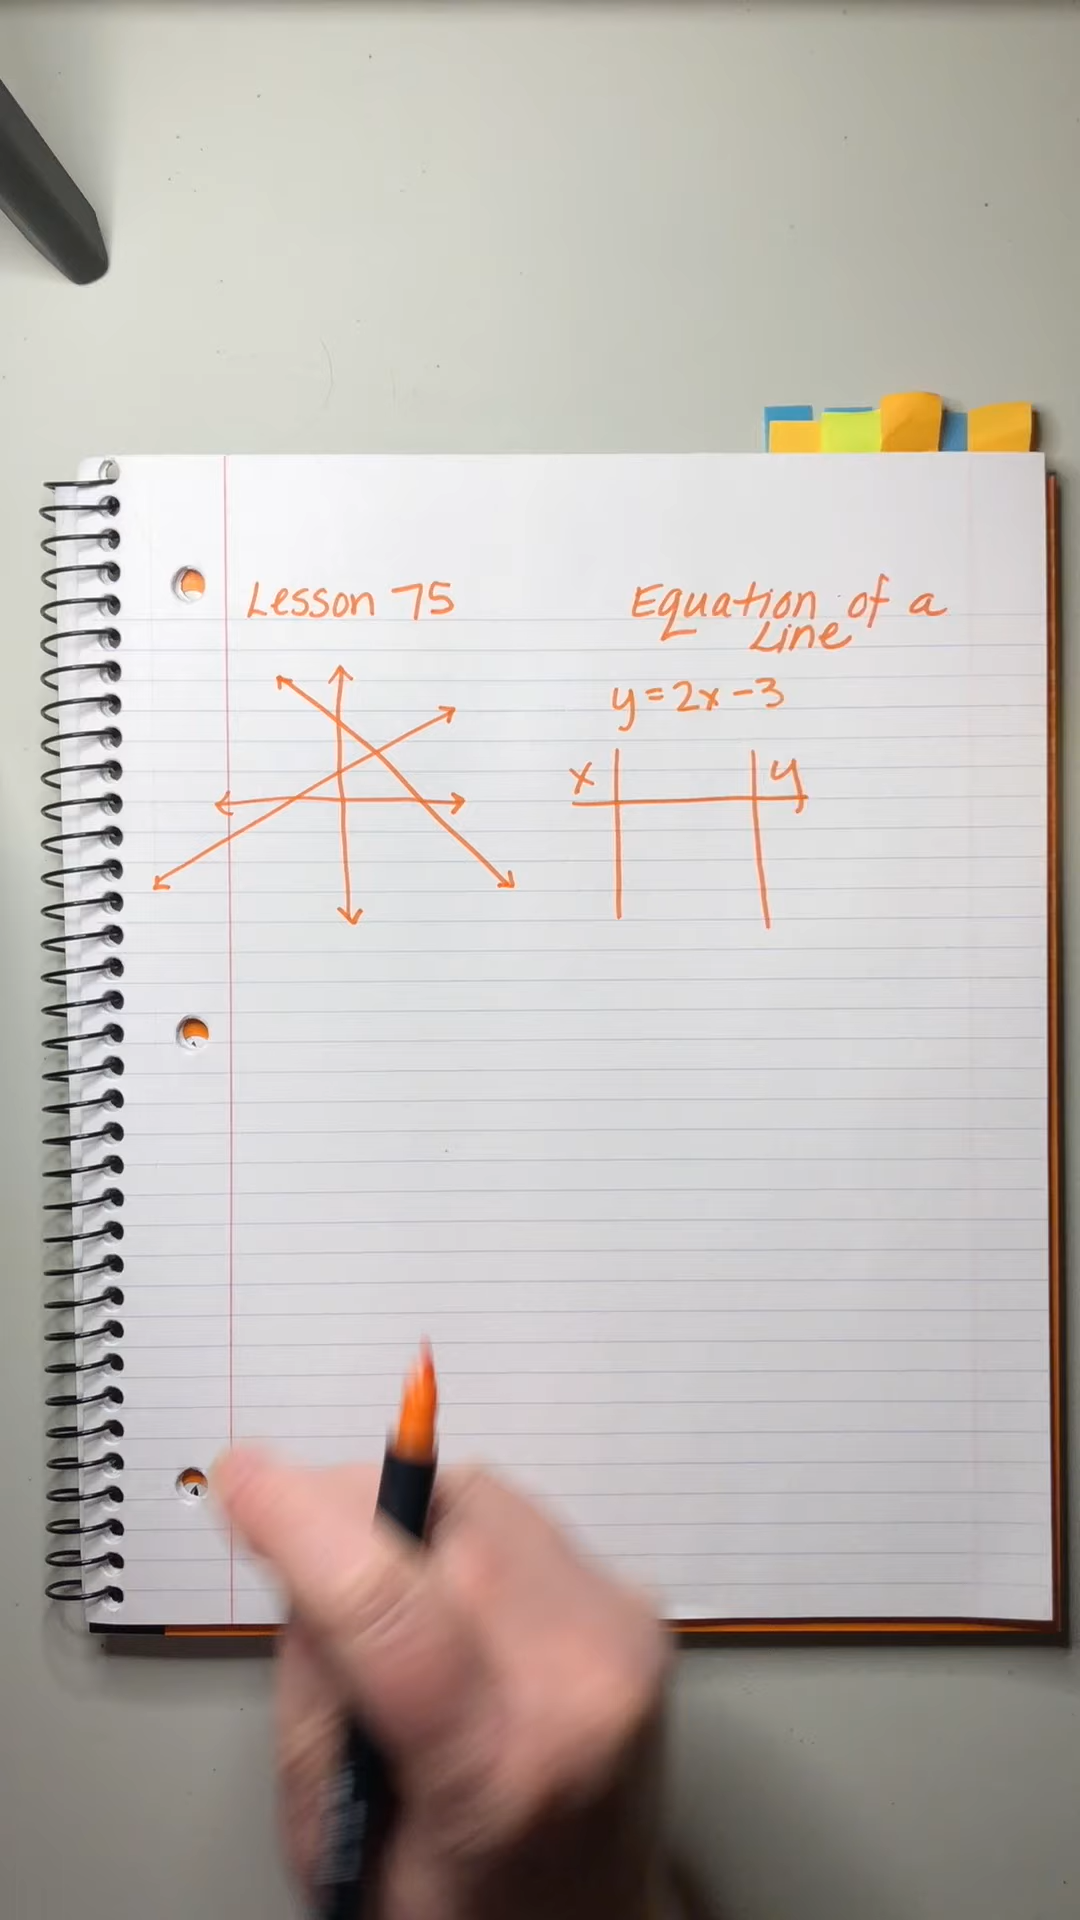 Lesson 75
Equation of a
Line
y = 2x - 3
x y